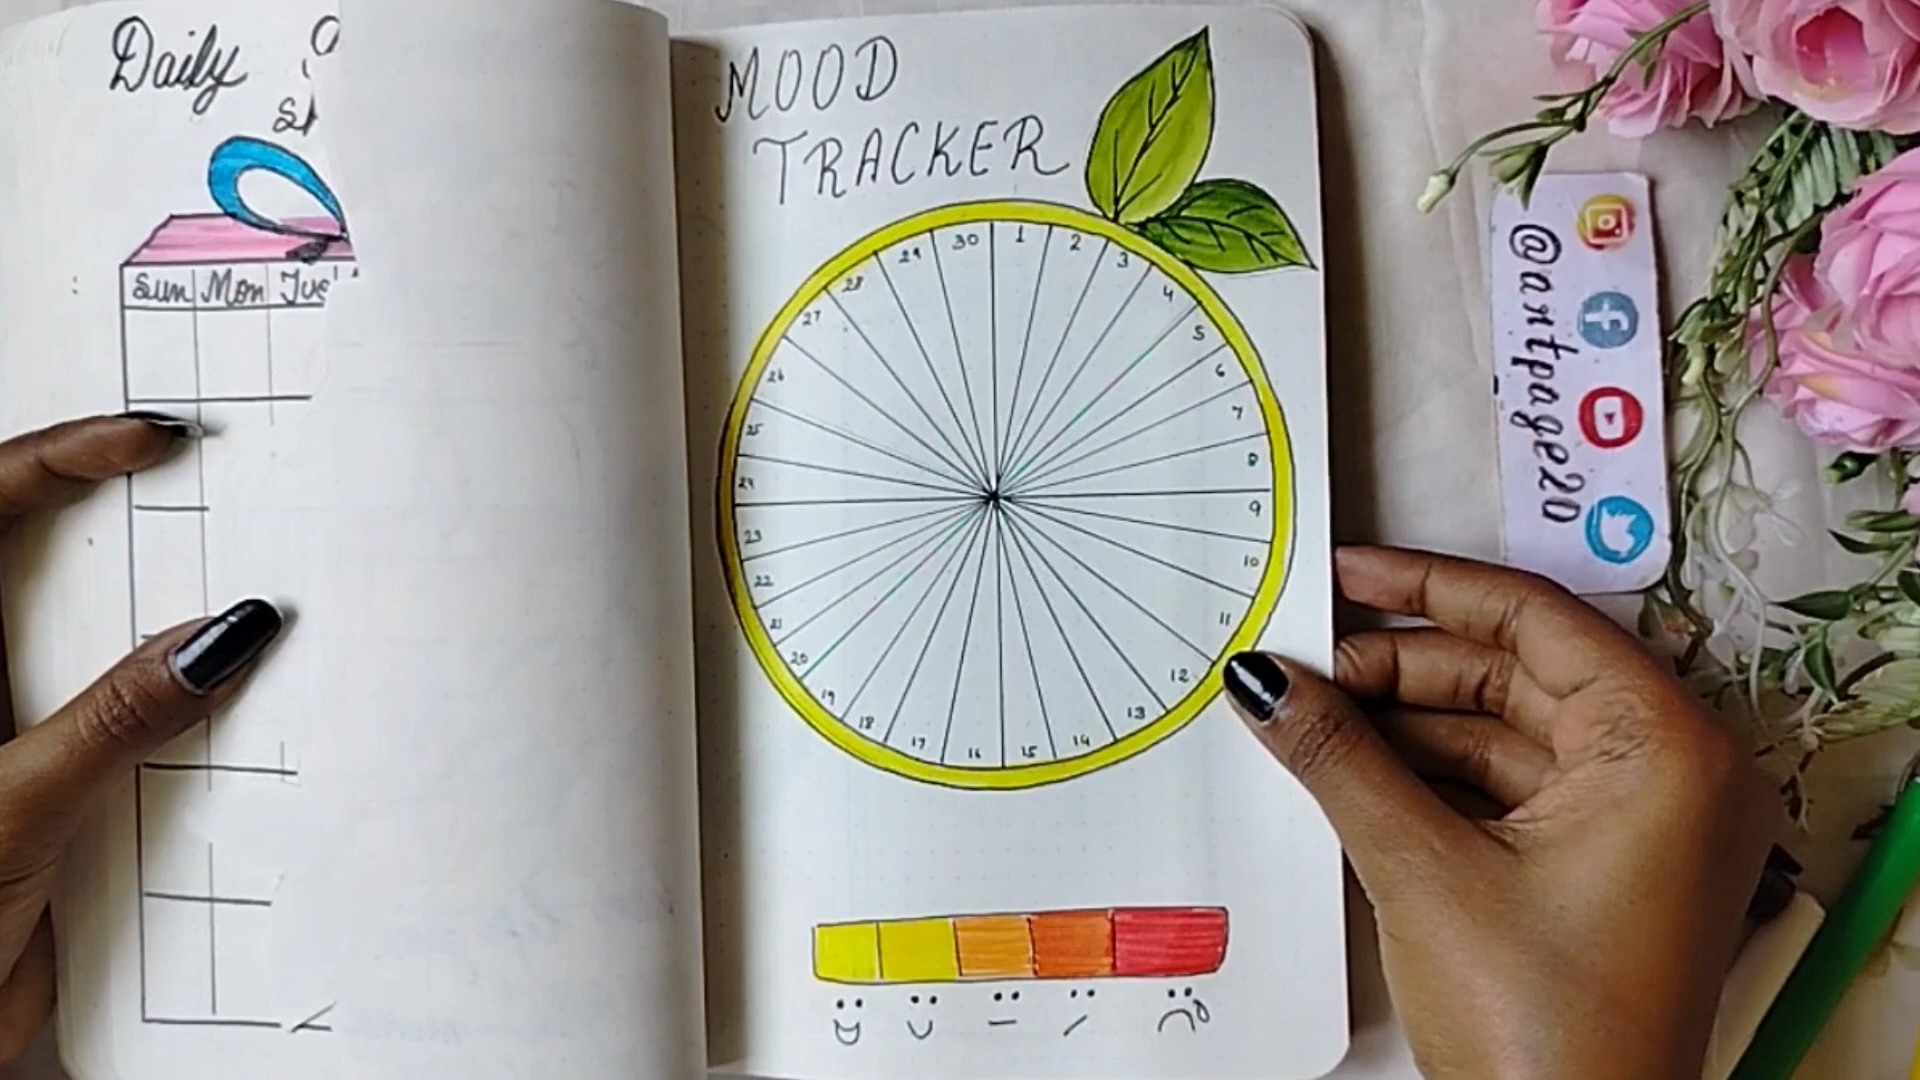 Daily
Sun Mon Tue
MOOD
TRACKER
30 1 2 3 4 5 6 7 8 9 10 11 12 13 14 15 16 17 18 19 20 21 22 23 24 25 26 27 28 29
@artpage20